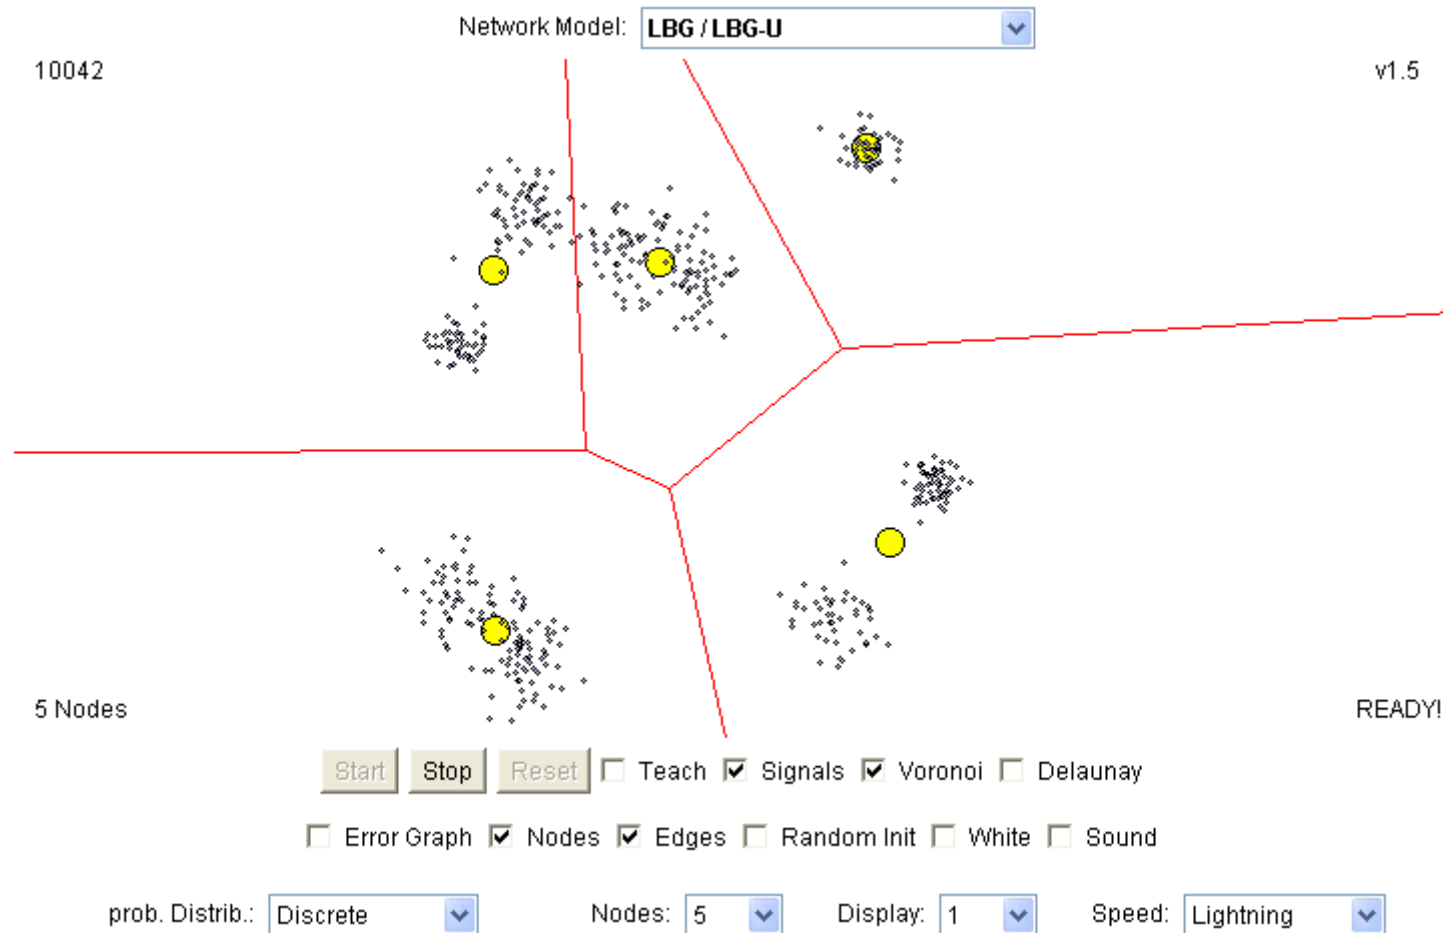 Network Model: LBG / LBG-U
10042 v1.5
5 Nodes READY!
Start Stop Reset Teach Signals Voronoi Delaunay
Error Graph Nodes Edges Random Init White Sound
prob. Distrib.: Discrete Nodes: 5 Display: 1 Speed: Lightning